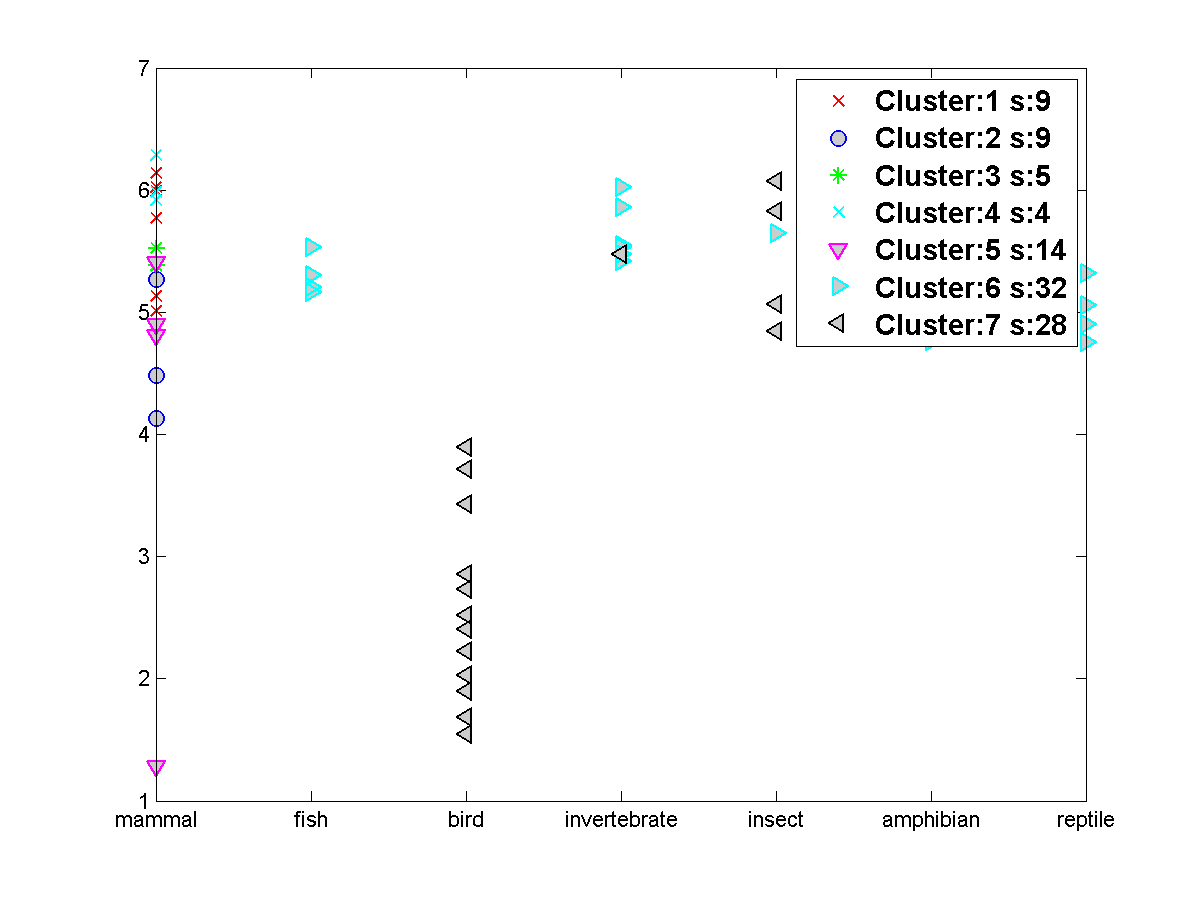 7
6
5
4
3
2
1
mammal fish bird invertebrate insect amphibian reptile
Cluster:1 s:9
Cluster:2 s:9
Cluster:3 s:5
Cluster:4 s:4
Cluster:5 s:14
Cluster:6 s:32
Cluster:7 s:28